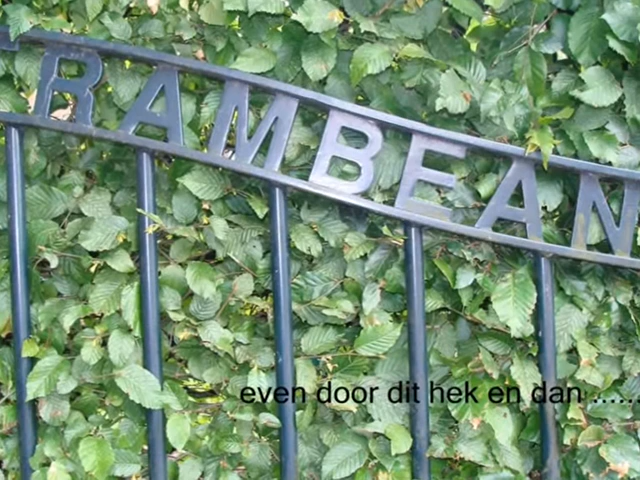 RAMBEAN
even door dit hek en dan ......